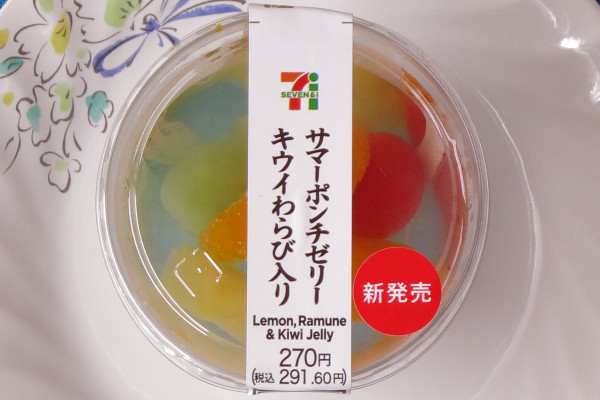 7i
SEVEN&i
サマーポンチゼリー
キウイわらび入り
Lemon, Ramune
& Kiwi Jelly
270円
(税込 291.60円)
新発売